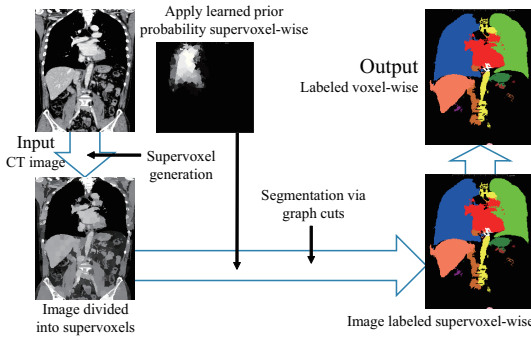 Apply learned prior
probability supervoxel-wise
Output
Labeled voxel-wise
Input
CT image
Supervoxel
generation
Segmentation via
graph cuts
Image divided
into supervoxels
Image labeled supervoxel-wise